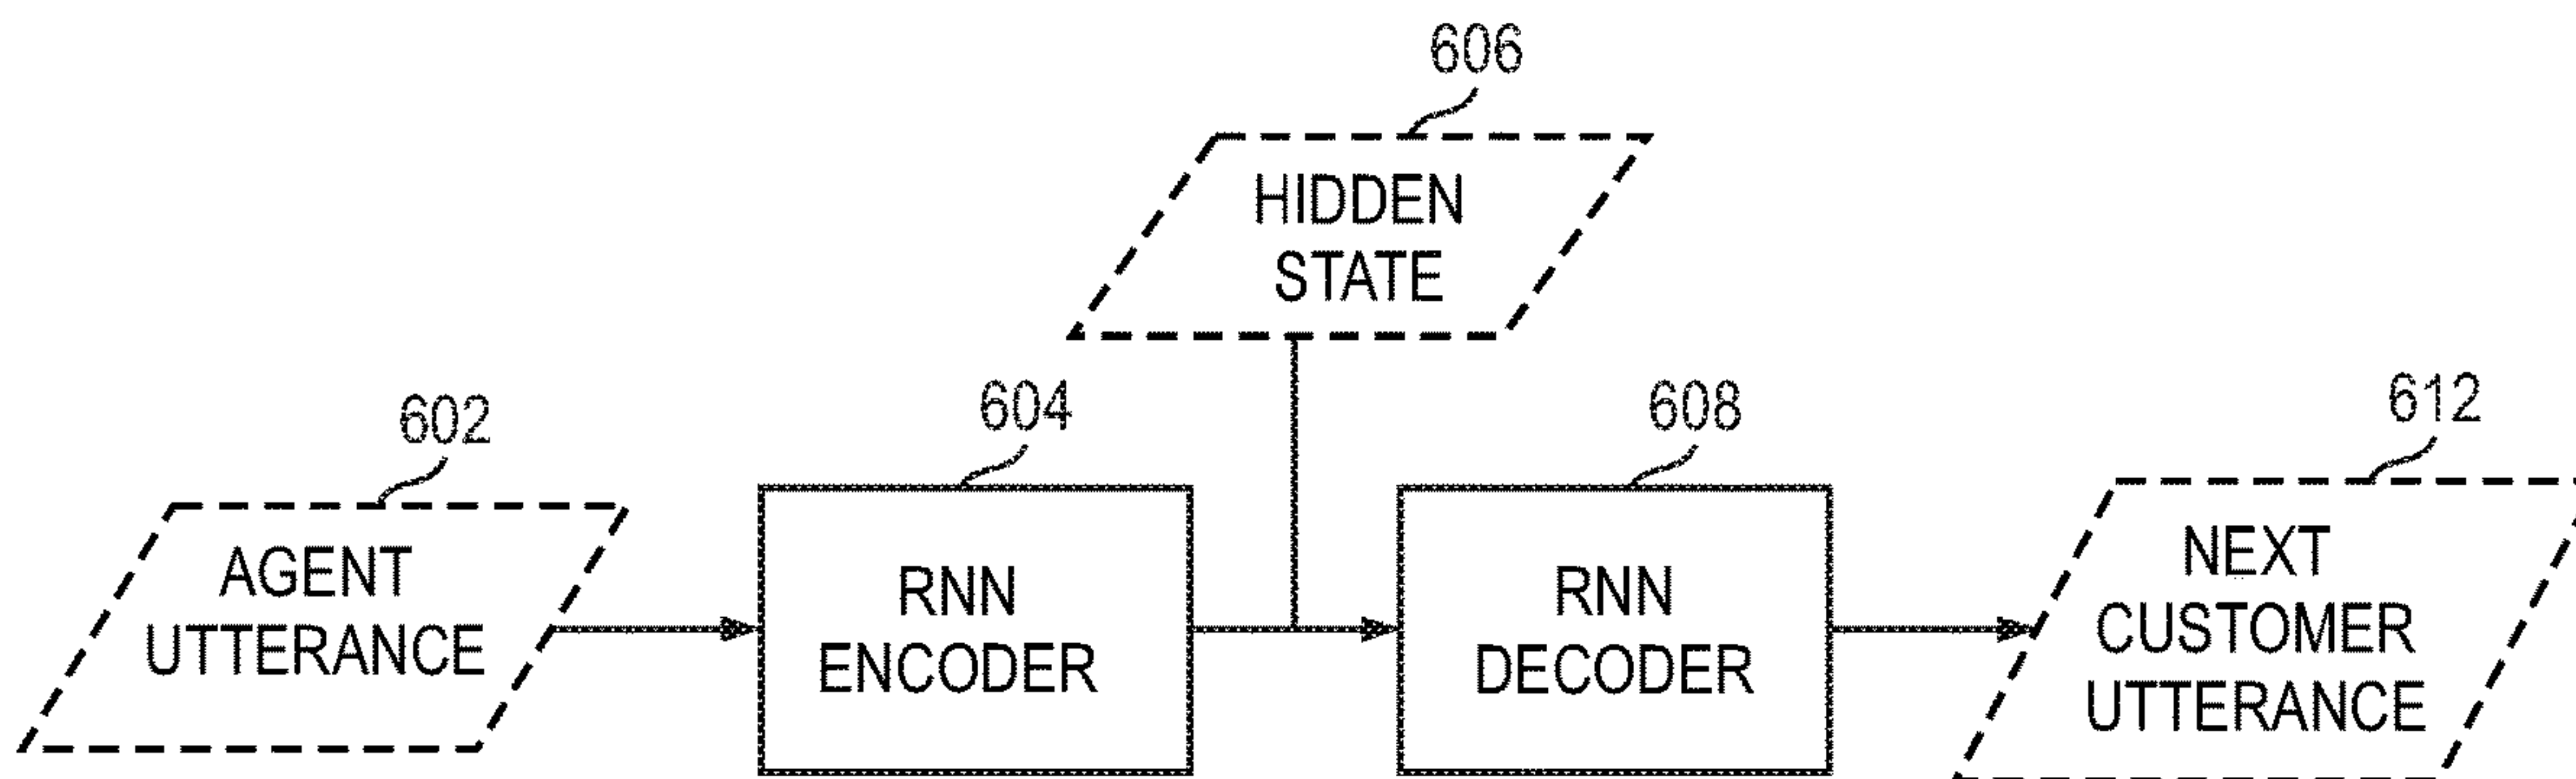 606
HIDDEN
STATE
602
604
608
612
AGENT
UTTERANCE
RNN
ENCODER
RNN
DECODER
NEXT
CUSTOMER
UTTERANCE